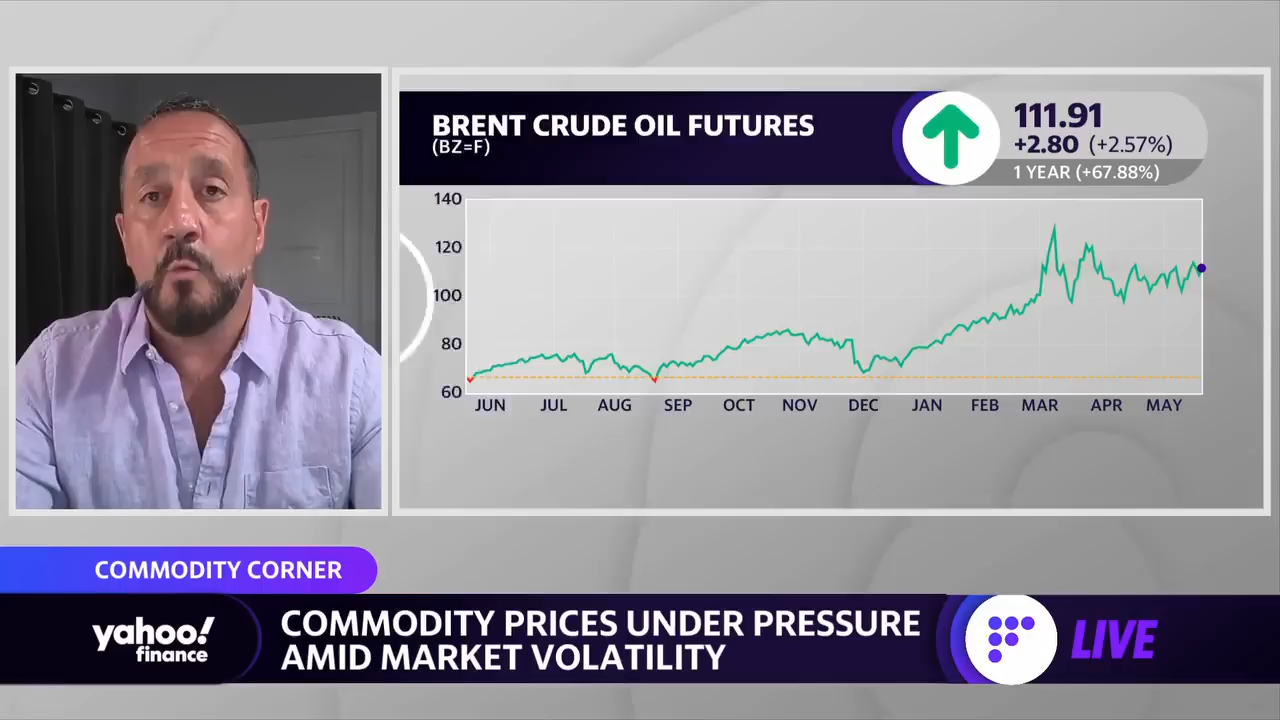 BRENT CRUDE OIL FUTURES
(BZ=F)
111.91
+2.80 (+2.57%)
1 YEAR (+67.88%)
140
120
100
80
60
JUN JUL AUG SEP OCT NOV DEC JAN FEB MAR APR MAY
COMMODITY CORNER
yahoo!
finance
COMMODITY PRICES UNDER PRESSURE
AMID MARKET VOLATILITY
LIVE